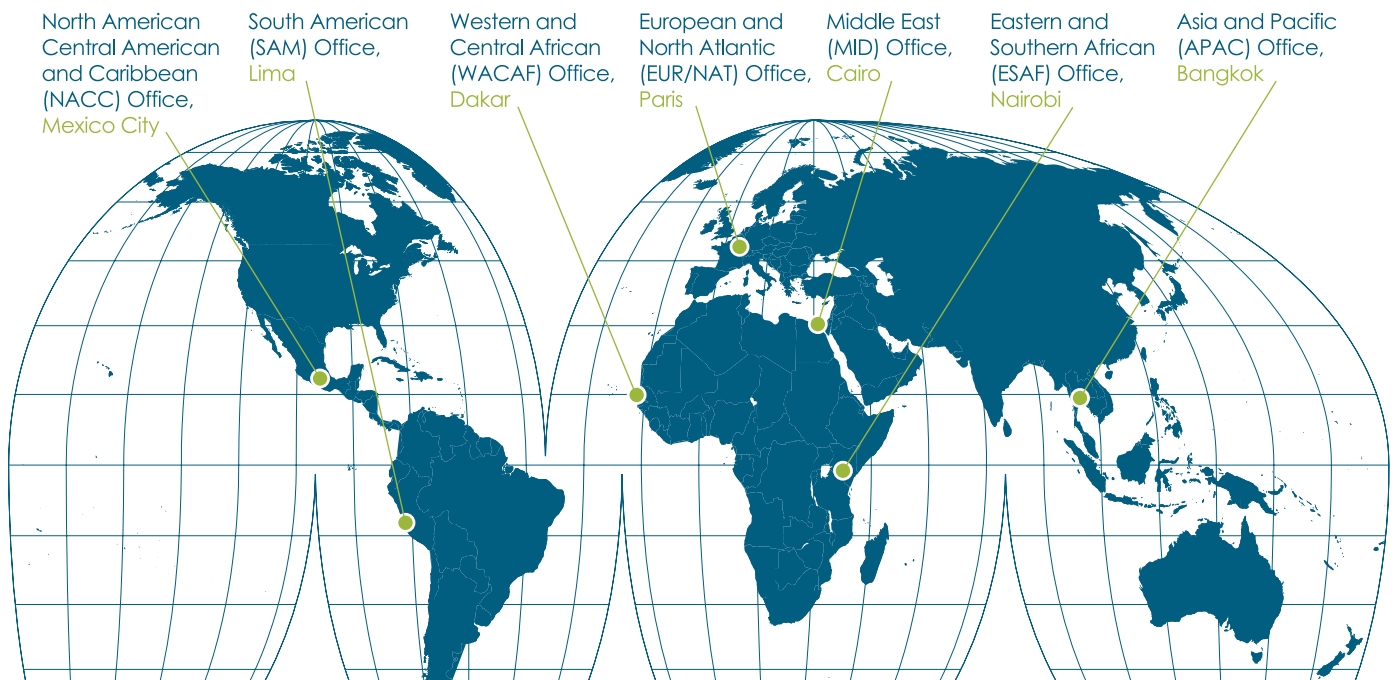 North American
Central American
and Caribbean
(NACC) Office,
Mexico City
South American
(SAM) Office,
Lima
Western and
Central African
(WACAF) Office,
Dakar
European and
North Atlantic
(EUR/NAT) Office,
Paris
Middle East
(MID) Office,
Cairo
Eastern and
Southern African
(ESAF) Office,
Nairobi
Asia and Pacific
(APAC) Office,
Bangkok